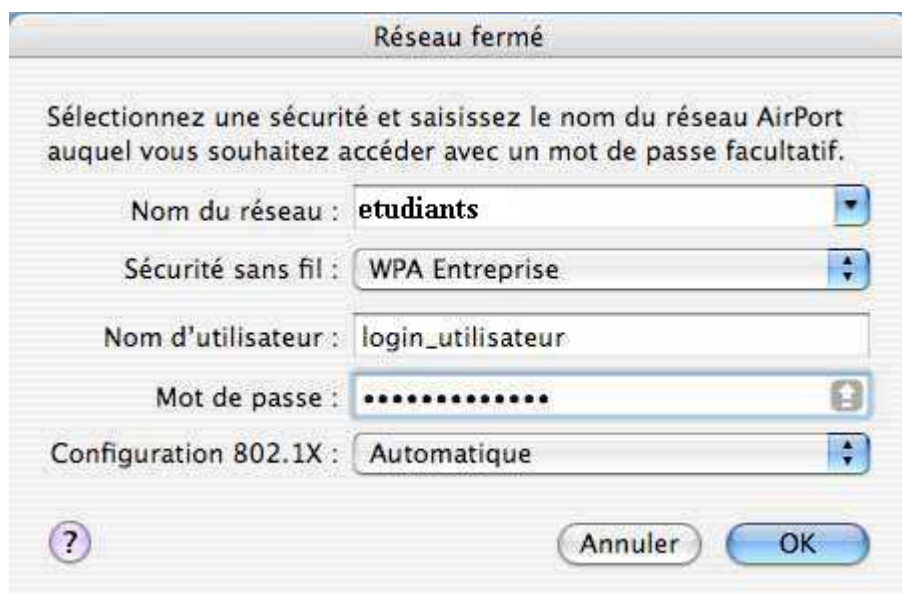 Réseau fermé
Sélectionnez une sécurité et saisissez le nom du réseau AirPort
auquel vous souhaitez accéder avec un mot de passe facultatif.
Nom du réseau : etudiants
Sécurité sans fil : WPA Entreprise
Nom d'utilisateur : login_utilisateur
Mot de passe : •••••••••••••
Configuration 802.1X : Automatique
? Annuler OK